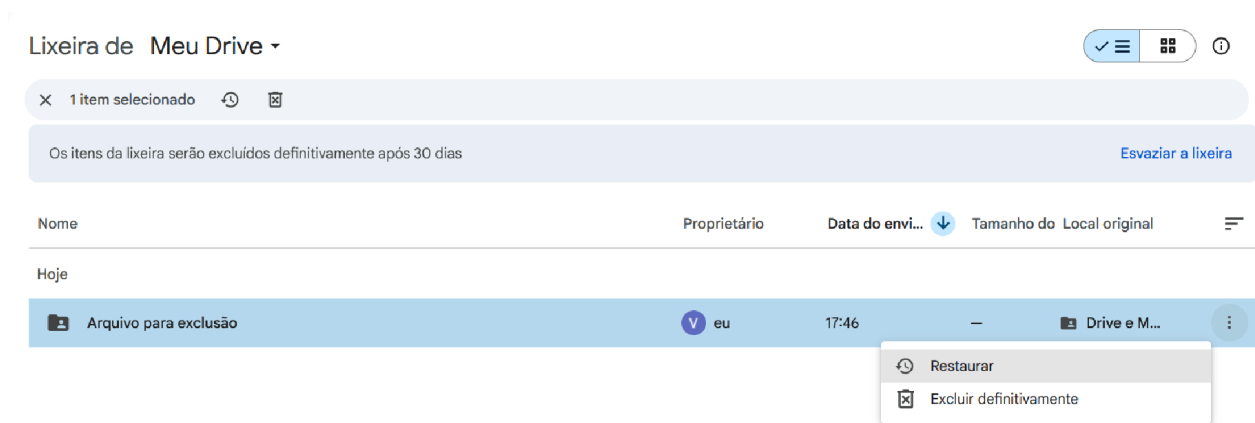 Lixeira de Meu Drive
1 item selecionado
Os itens da lixeira serão excluídos definitivamente após 30 dias Esvaziar a lixeira
Nome Proprietário Data do envi... Tamanho do Local original
Hoje
Arquivo para exclusão V eu 17:46 – Drive e M...
Restaurar
Excluir definitivamente